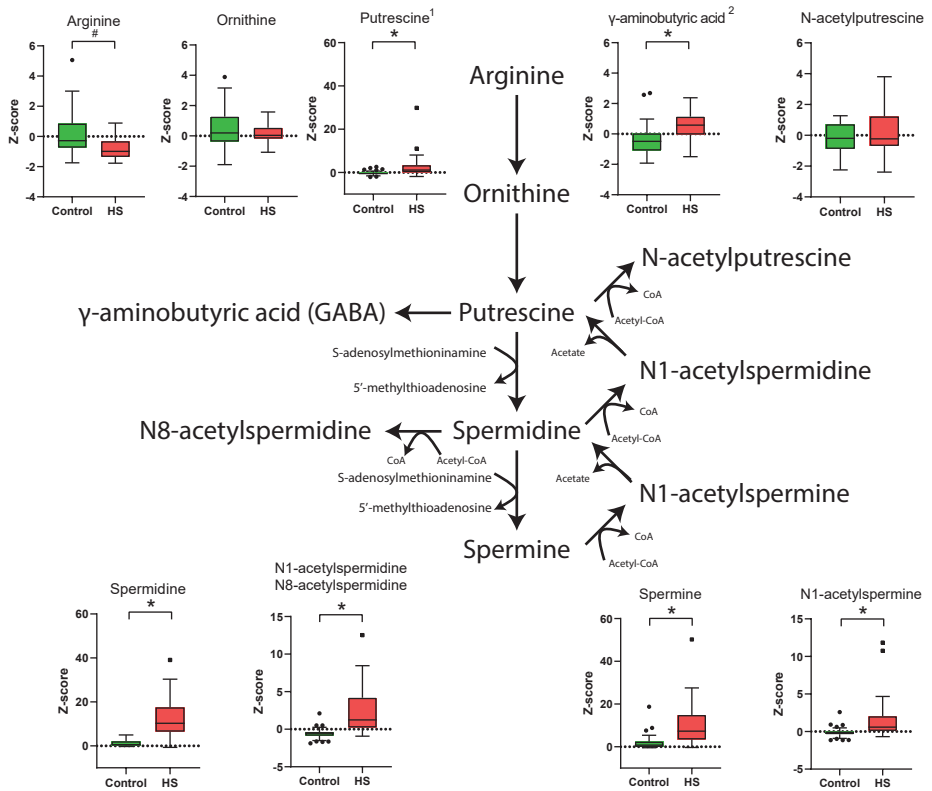 Arginine
#
Z-score
6
4
2
0
-2
-4
Control
HS
Ornithine
Z-score
6
4
2
0
-2
-4
Control
HS
Putrescine1
*
Z-score
60
40
20
0
Control
HS
γ-aminobutyric acid 2
*
Z-score
6
4
2
0
-2
-4
Control
HS
N-acetylputrescine
Z-score
6
4
2
0
-2
-4
Control
HS
Arginine
Ornithine
N-acetylputrescine
CoA
Acetyl-CoA
γ-aminobutyric acid (GABA)
Putrescine
Acetate
S-adenosylmethioninamine
5′-methylthioadenosine
N1-acetylspermidine
CoA
Acetyl-CoA
N8-acetylspermidine
Spermidine
CoA
Acetyl-CoA
Acetate
S-adenosylmethioninamine
5′-methylthioadenosine
N1-acetylspermine
CoA
Acetyl-CoA
Spermine
Spermidine
*
Z-score
60
40
20
0
Control
HS
N1-acetylspermidine
N8-acetylspermidine
*
Z-score
15
10
5
0
-5
Control
HS
Spermine
*
Z-score
60
40
20
0
Control
HS
N1-acetylspermine
*
Z-score
15
10
5
0
-5
Control
HS